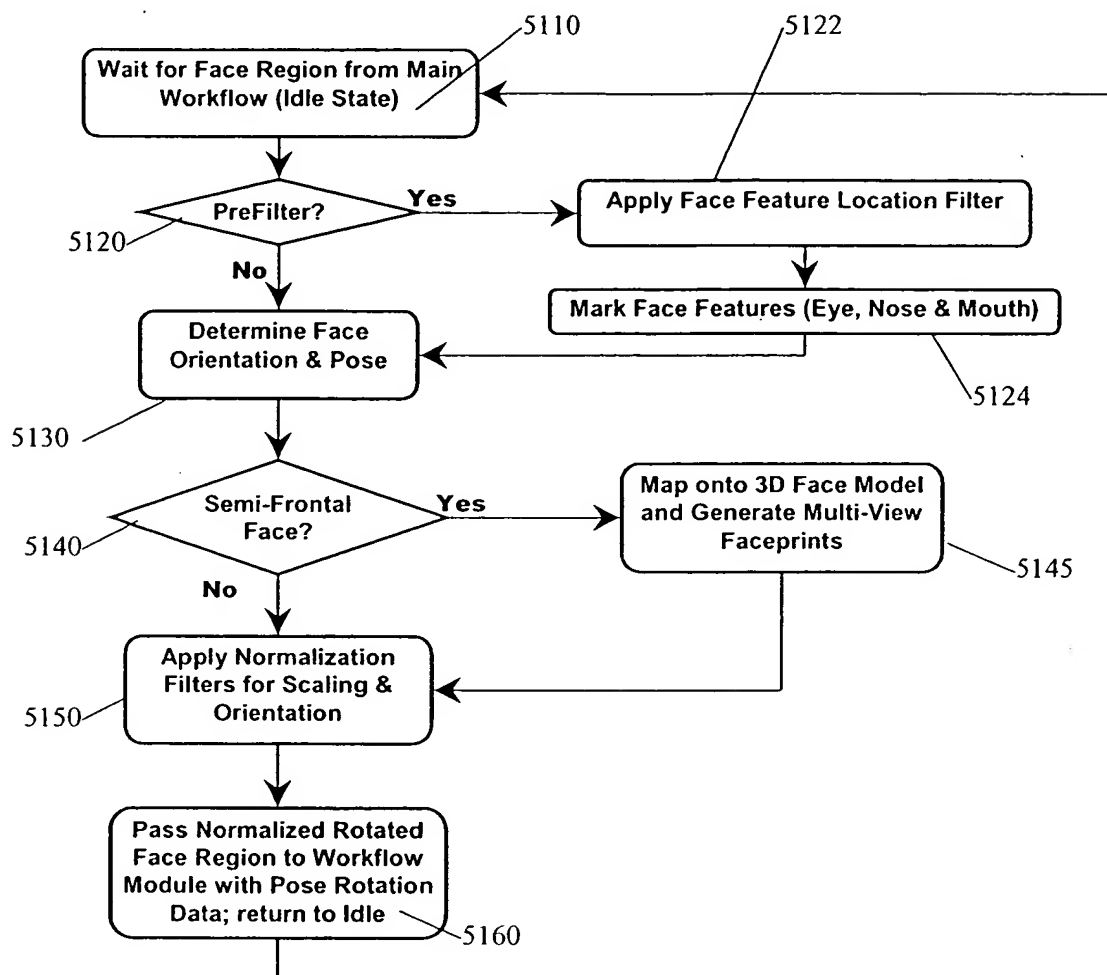 5110
5122
Wait for Face Region from Main
Workflow (Idle State)
PreFilter?
Yes
Apply Face Feature Location Filter
5120
No
Mark Face Features (Eye, Nose & Mouth)
Determine Face
Orientation & Pose
5124
5130
Semi-Frontal
Face?
Yes
Map onto 3D Face Model
and Generate Multi-View
Faceprints
5140
5145
No
Apply Normalization
Filters for Scaling &
Orientation
5150
Pass Normalized Rotated
Face Region to Workflow
Module with Pose Rotation
Data; return to Idle
5160